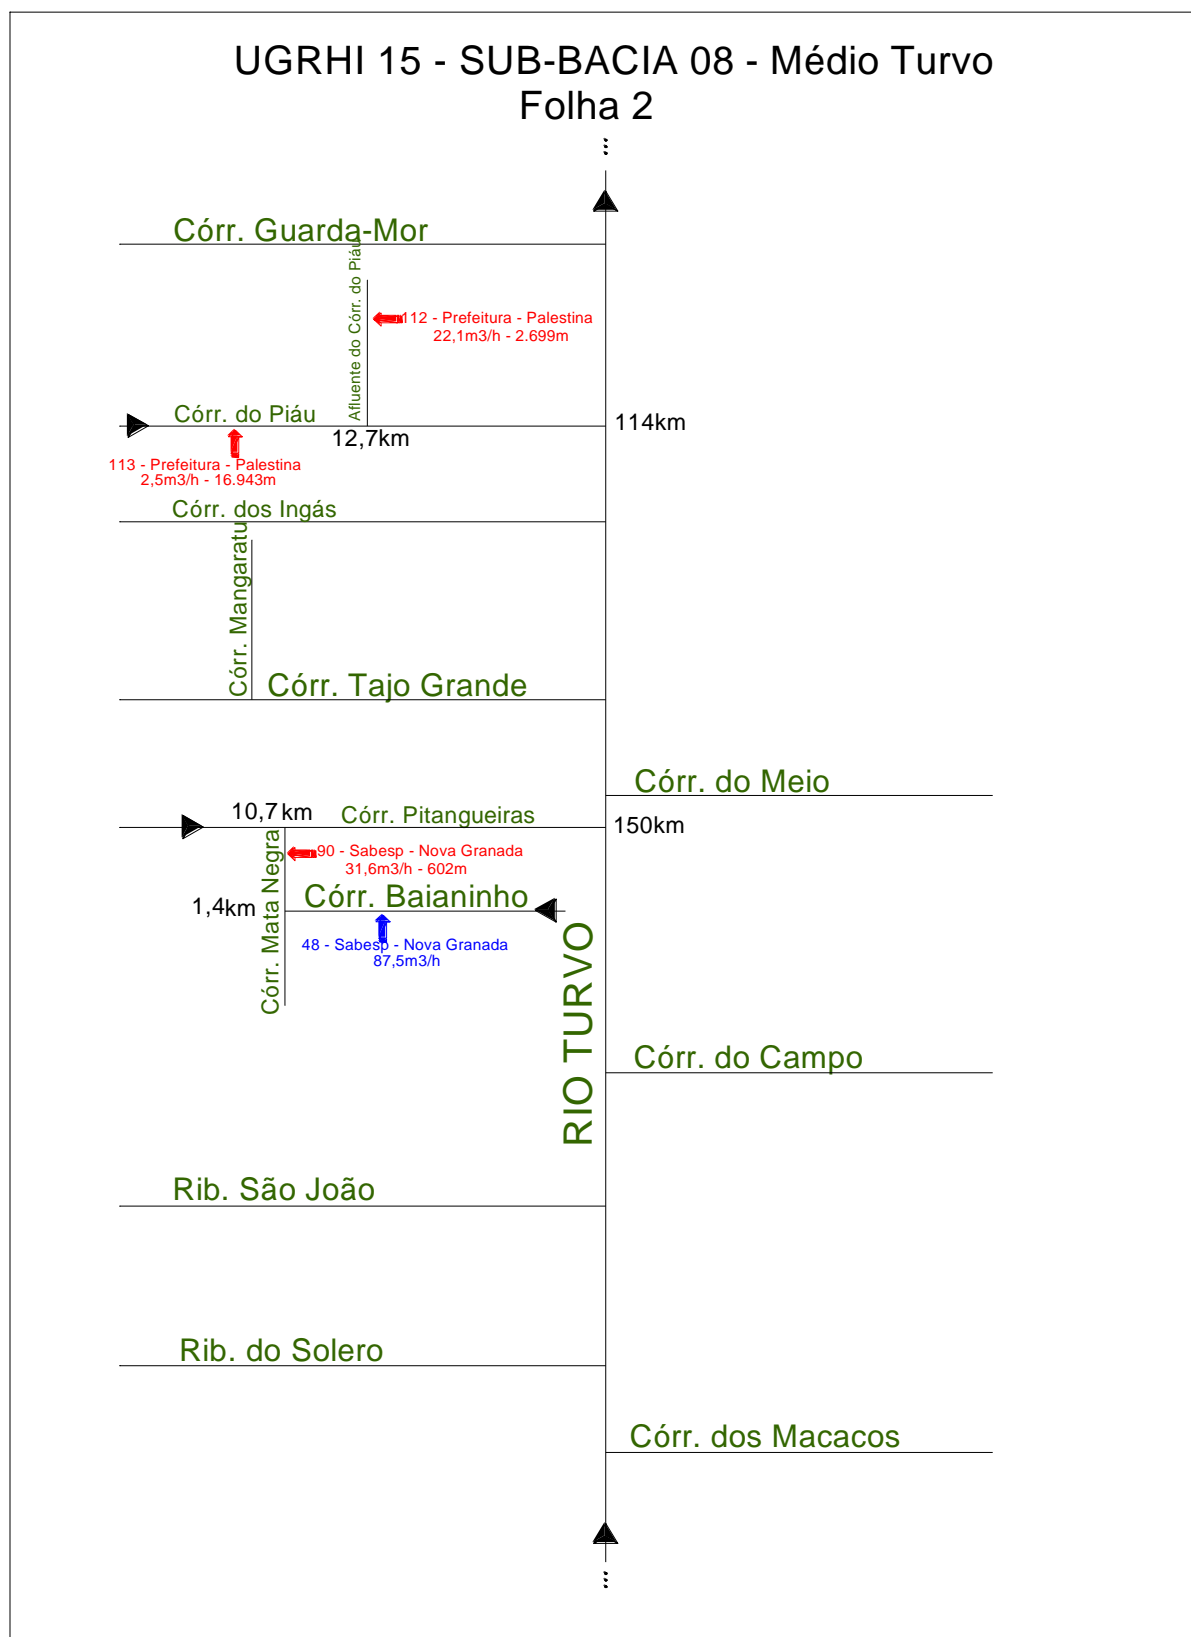 UGRHI 15 - SUB-BACIA 08 - Médio Turvo
Folha 2
...
Córr. Guarda-Mor
Afluente do Córr. do Piáu
112 - Prefeitura - Palestina
22,1m3/h - 2.699m
Córr. do Piáu
114km
12,7km
113 - Prefeitura - Palestina
2,5m3/h - 16.943m
Córr. dos Ingás
Córr. Mangaratu
Córr. Tajo Grande
Córr. do Meio
10,7km
Córr. Pitangueiras
150km
Córr. Mata Negra
90 - Sabesp - Nova Granada
31,6m3/h - 602m
1,4km
Córr. Baianinho
48 - Sabesp - Nova Granada
87,5m3/h
RIO TURVO
Córr. do Campo
Rib. São João
Rib. do Solero
Córr. dos Macacos
...